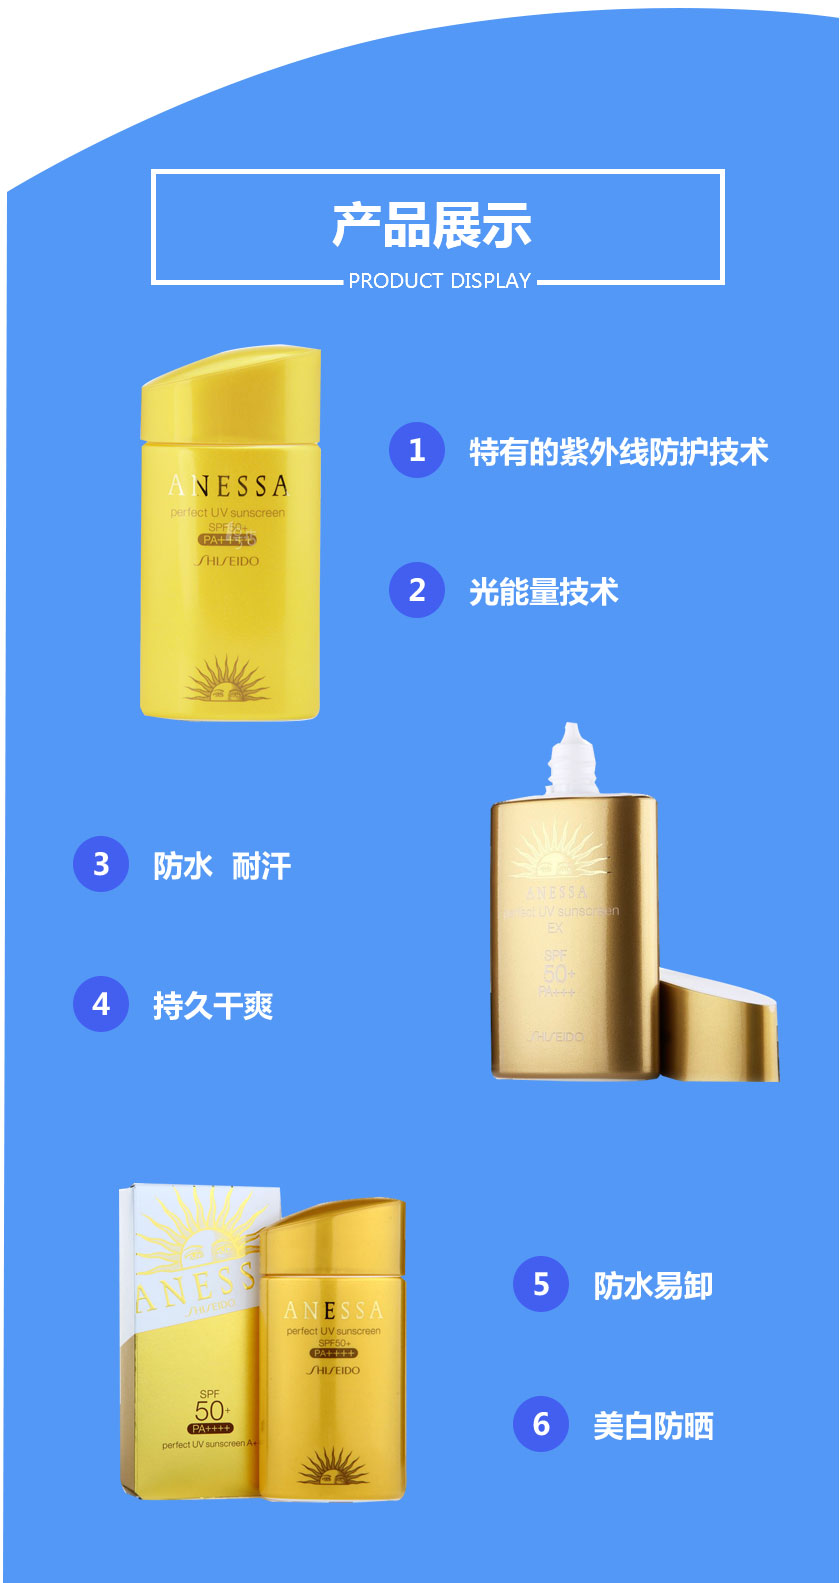 产品展示
PRODUCT DISPLAY
ANESSA
perfect UV sunscreen
SPF50+
PA++++
SHISEIDO
1 特有的紫外线防护技术
2 光能量技术
ANESSA
perfect UV sunscreen
EX
SPF
50+
PA+++
SHISEIDO
3 防水 耐汗
4 持久干爽
ANESS
SHISEIDO
SPF
50+
PA++++
perfect UV sunscreen A+
ANESSA
perfect UV sunscreen
SPF50+
PA++++
SHISEIDO
5 防水易卸
6 美白防晒